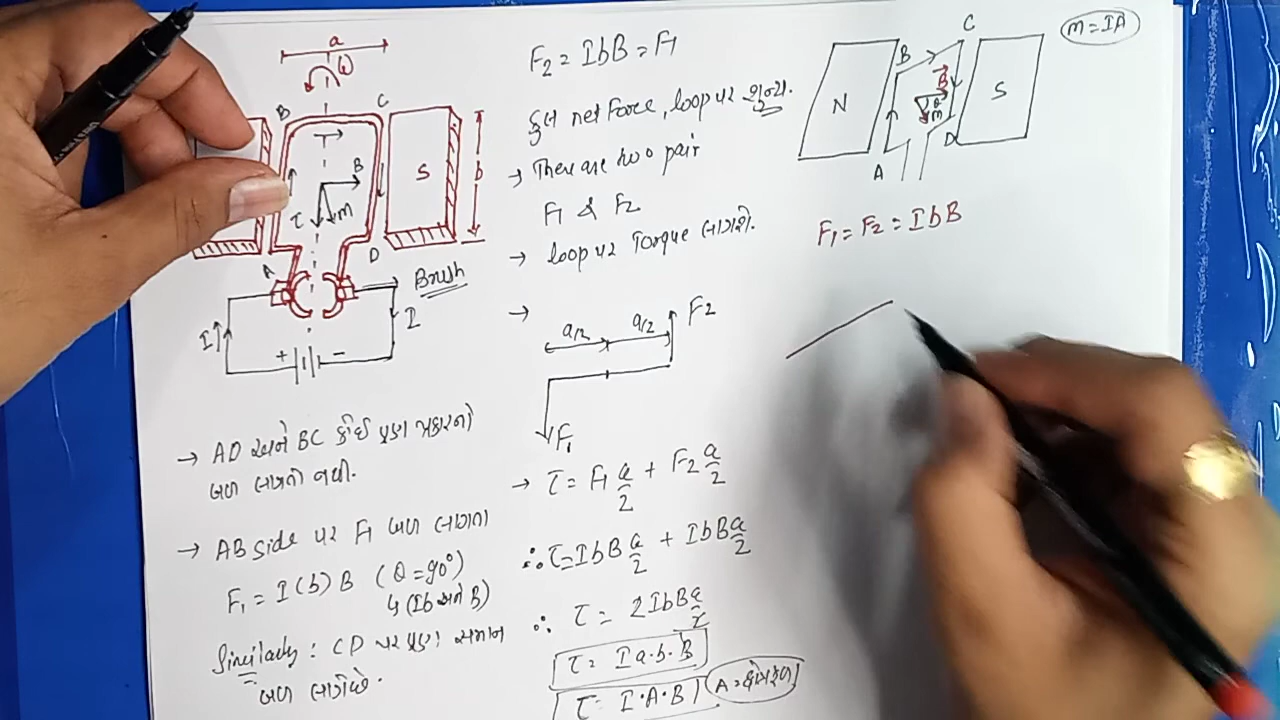 a
ω
B
C
B
S
b
τ
m
A
D
Brush
I
I
+
-
→ AD અને BC કોઈ પણ પ્રકારનો
બળ લાગતો નથી.
→ AB side પર F₁ બળ લાગતા
F₁ = I(b)B (θ=90°)
(Ib અને B)
Similarly : CD પર પણ સમાન
બળ લાગે છે.
F₂ = IbB = F₁
કુલ net Force, loop પર શૂન્ય.
→ There are two pair
F₁ & F₂
→ loop પર Torque લાગશે.
→
a/2
a/2
F₂
F₁
→ τ = F₁ a/2 + F₂ a/2
∴ τ = IbB a/2 + IbB a/2
∴ τ = 2IbB a/2
τ = Ia·b·B
τ = I·A·B
A = ક્ષેત્રફળ
m = IA
N
B
C
B
θ
m
S
A
D
F₁ = F₂ = IbB